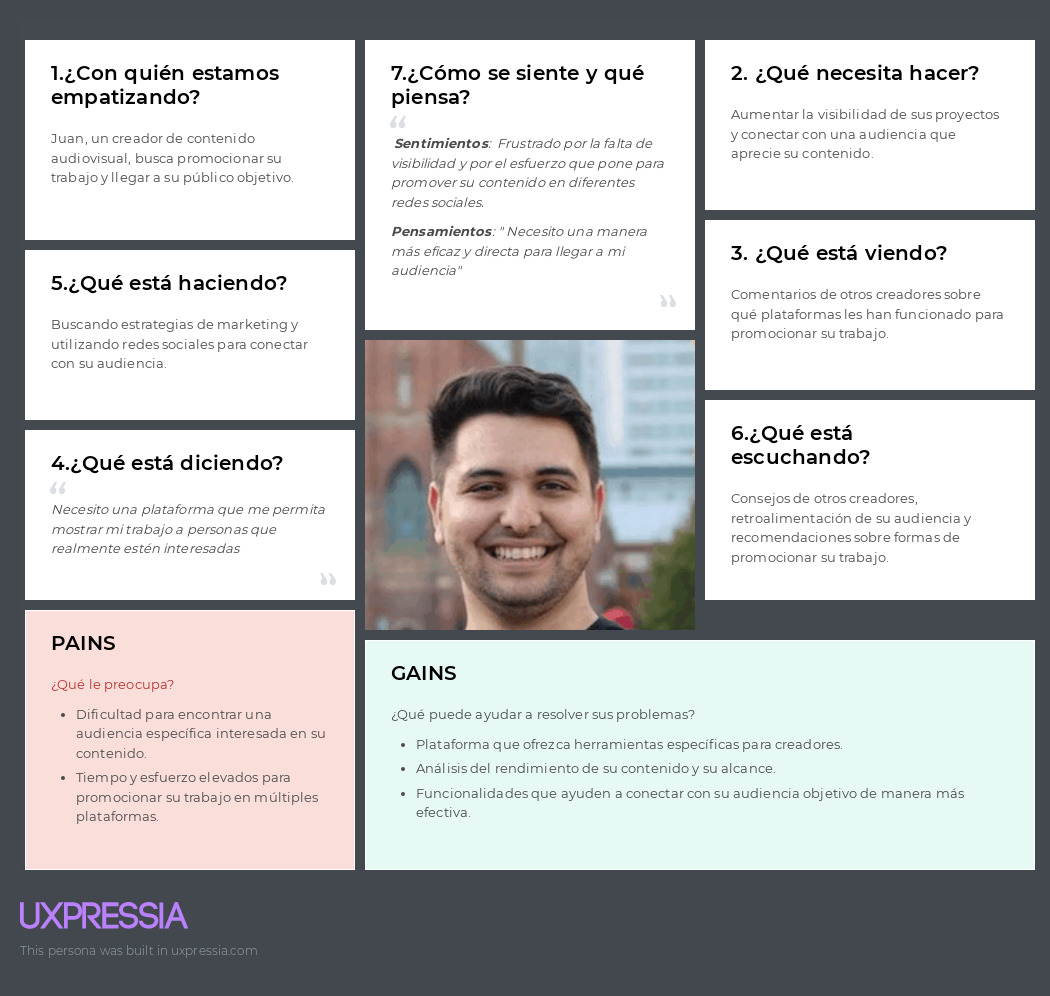 1.¿Con quién estamos
empatizando?
Juan, un creador de contenido
audiovisual, busca promocionar su
trabajo y llegar a su público objetivo.
5.¿Qué está haciendo?
Buscando estrategias de marketing y
utilizando redes sociales para conectar
con su audiencia.
4.¿Qué está diciendo?
“
Necesito una plataforma que me permita
mostrar mi trabajo a personas que
realmente estén interesadas
”
PAINS
¿Qué le preocupa?
• Dificultad para encontrar una
audiencia específica interesada en su
contenido.
• Tiempo y esfuerzo elevados para
promocionar su trabajo en múltiples
plataformas.
7.¿Cómo se siente y qué
piensa?
“
Sentimientos: Frustrado por la falta de
visibilidad y por el esfuerzo que pone para
promover su contenido en diferentes
redes sociales.
Pensamientos: " Necesito una manera
más eficaz y directa para llegar a mi
audiencia"
”
2. ¿Qué necesita hacer?
Aumentar la visibilidad de sus proyectos
y conectar con una audiencia que
aprecie su contenido.
3. ¿Qué está viendo?
Comentarios de otros creadores sobre
qué plataformas les han funcionado para
promocionar su trabajo.
6.¿Qué está
escuchando?
Consejos de otros creadores,
retroalimentación de su audiencia y
recomendaciones sobre formas de
promocionar su trabajo.
GAINS
¿Qué puede ayudar a resolver sus problemas?
• Plataforma que ofrezca herramientas específicas para creadores.
• Análisis del rendimiento de su contenido y su alcance.
• Funcionalidades que ayuden a conectar con su audiencia objetivo de manera más
efectiva.
UXPRESSIA
This persona was built in uxpressia.com